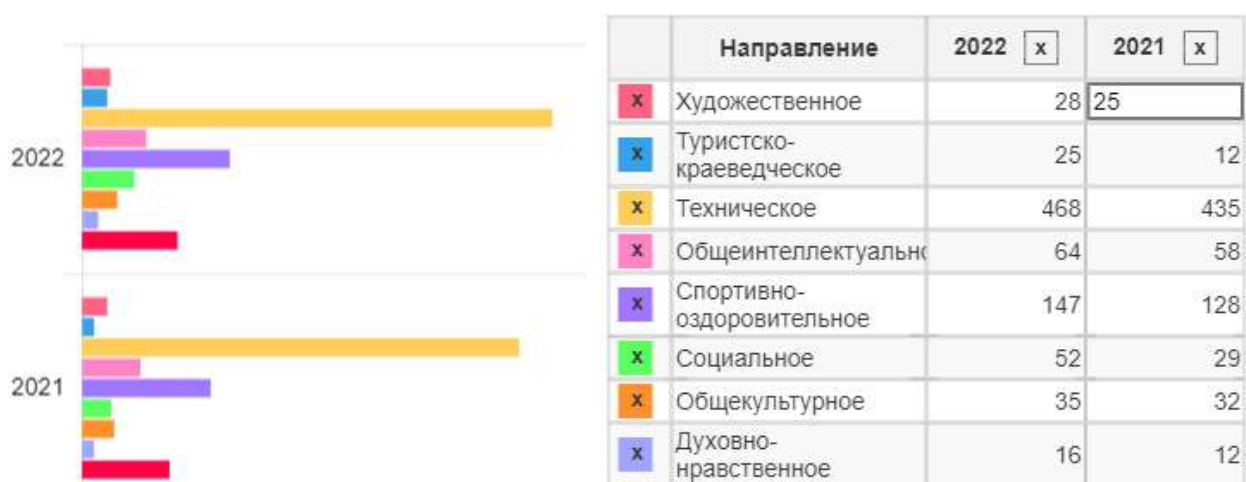 2022
2021
Направление 2022 x 2021 x
x Художественное 28 25
x Туристско-
краеведческое 25 12
x Техническое 468 435
x Общеинтеллектуальн 64 58
x Спортивно-
оздоровительное 147 128
x Социальное 52 29
x Общекультурное 35 32
x Духовно-
нравственное 16 12